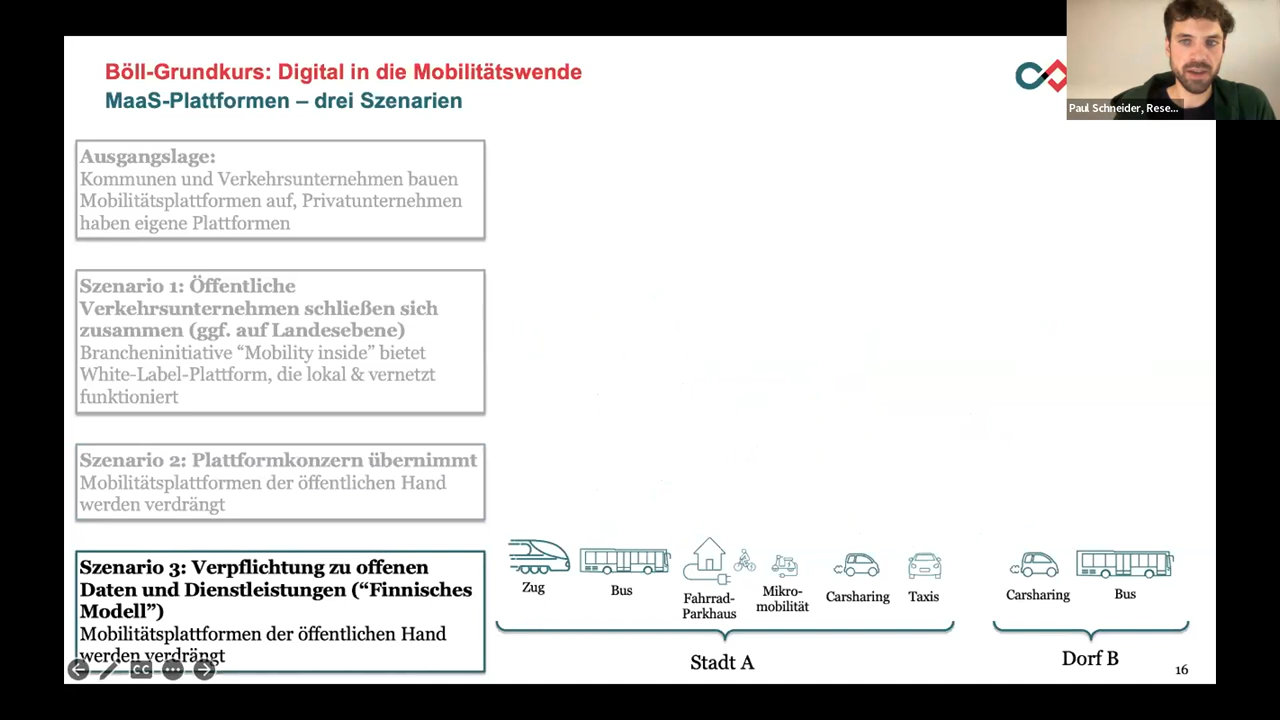 Böll-Grundkurs: Digital in die Mobilitätswende
MaaS-Plattformen – drei Szenarien
Paul Schneider, Rese...
Ausgangslage:
Kommunen und Verkehrsunternehmen bauen
Mobilitätsplattformen auf, Privatunternehmen
haben eigene Plattformen
Szenario 1: Öffentliche
Verkehrsunternehmen schließen sich
zusammen (ggf. auf Landesebene)
Brancheninitiative “Mobility inside” bietet
White-Label-Plattform, die lokal & vernetzt
funktioniert
Szenario 2: Plattformkonzern übernimmt
Mobilitätsplattformen der öffentlichen Hand
werden verdrängt
Szenario 3: Verpflichtung zu offenen
Daten und Dienstleistungen (“Finnisches
Modell”)
Mobilitätsplattformen der öffentlichen Hand
werden verdrängt
CC
Zug
Bus
Fahrrad-
Parkhaus
Mikro-
mobilität
Carsharing
Taxis
Stadt A
Carsharing
Bus
Dorf B
16